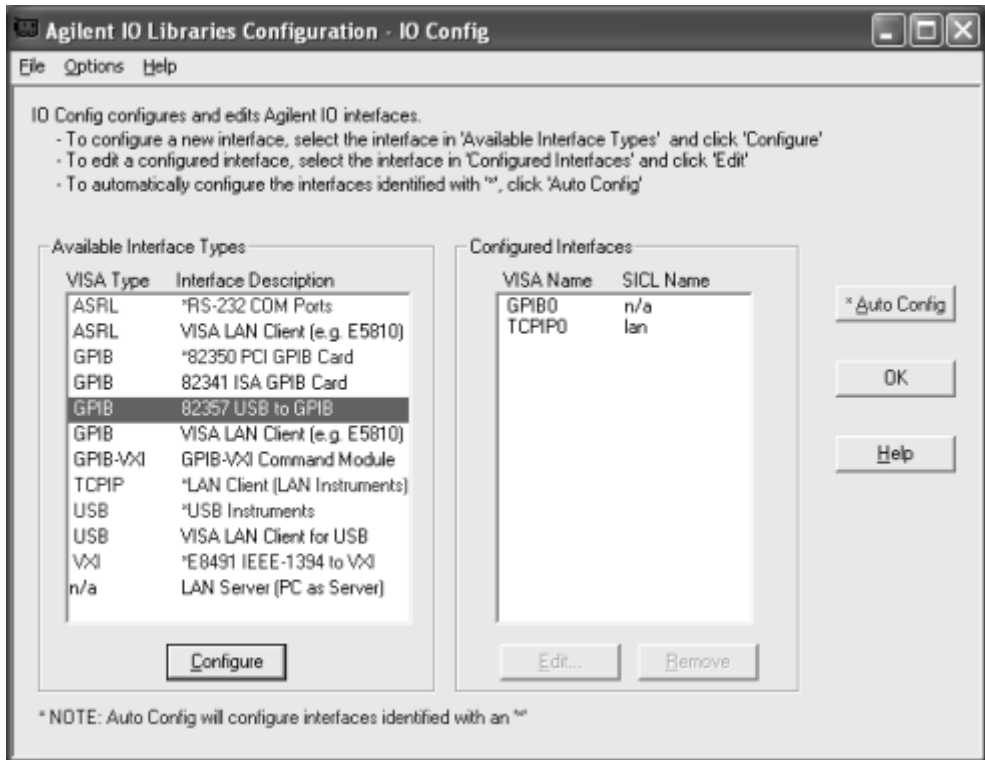 Agilent IO Libraries Configuration - IO Config
File Options Help
IO Config configures and edits Agilent IO interfaces.
- To configure a new interface, select the interface in 'Available Interface Types' and click 'Configure'
- To edit a configured interface, select the interface in 'Configured Interfaces' and click 'Edit'
- To automatically configure the interfaces identified with '*', click 'Auto Config'
Available Interface Types
VISA Type Interface Description
ASRL *RS-232 COM Ports
ASRL VISA LAN Client (e.g. E5810)
GPIB *82350 PCI GPIB Card
GPIB 82341 ISA GPIB Card
GPIB 82357 USB to GPIB
GPIB VISA LAN Client (e.g. E5810)
GPIB-VXI GPIB-VXI Command Module
TCPIP *LAN Client (LAN Instruments)
USB *USB Instruments
USB VISA LAN Client for USB
VXI *E8491 IEEE-1394 to VXI
n/a LAN Server (PC as Server)
Configure
Configured Interfaces
VISA Name SICL Name
GPIB0 n/a
TCPIP0 lan
Edit... Remove
* Auto Config
OK
Help
* NOTE: Auto Config will configure interfaces identified with an '*'